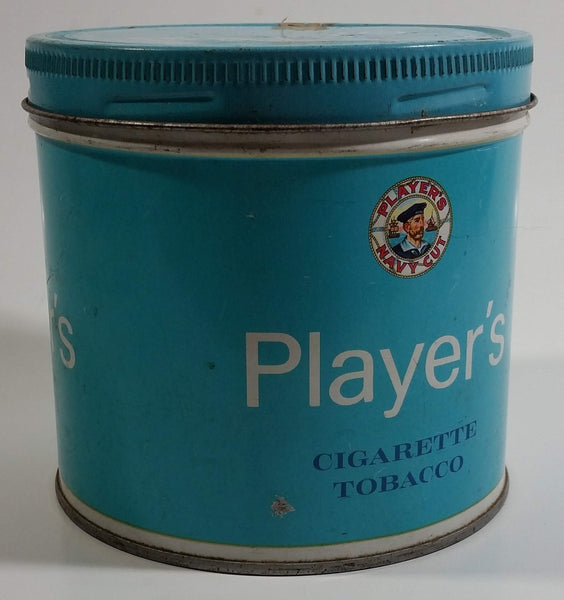 PLAYER'S
NAVY CUT
r's
Player's
CIGARETTE
TOBACCO